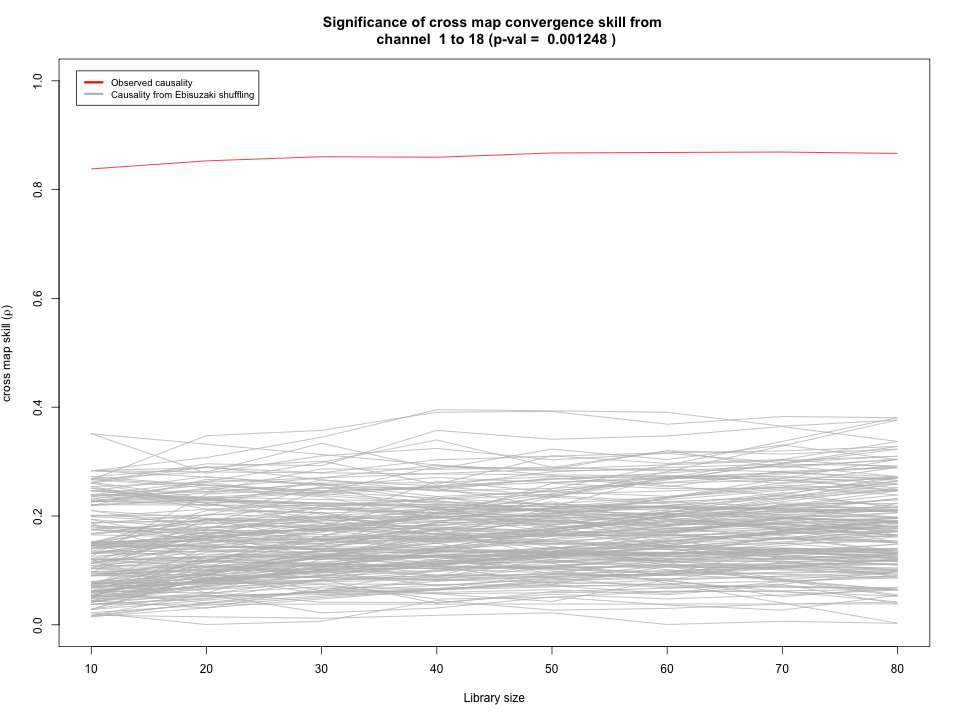 Significance of cross map convergence skill from
channel  1 to 18 (p-val =  0.001248 )
Observed causality
Causality from Ebisuzaki shuffling
cross map skill (ρ)
1.0
0.8
0.6
0.4
0.2
0.0
10 20 30 40 50 60 70 80
Library size